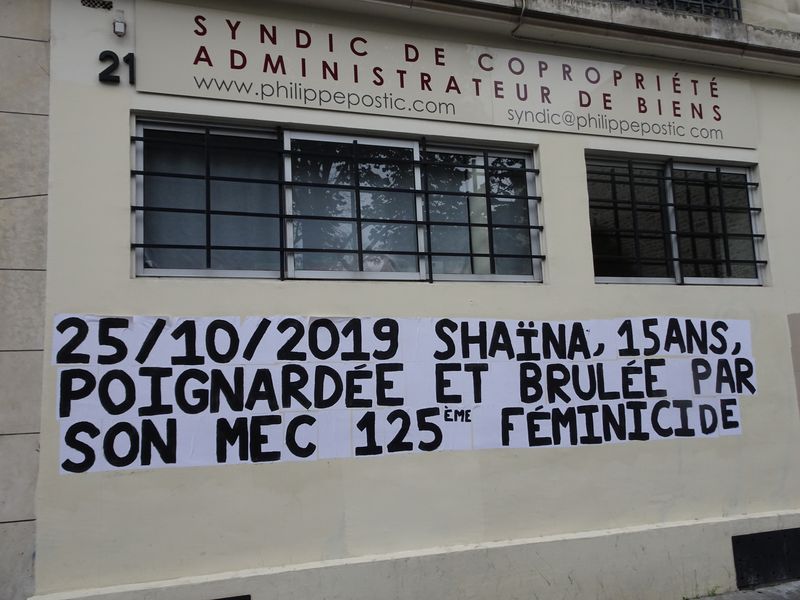 21
SYNDIC DE COPROPRIÉTÉ
ADMINISTRATEUR DE BIENS
www.philippepostic.com syndic@philippepostic.com
25/10/2019 SHAÏNA, 15ANS,
POIGNARDÉE ET BRULÉE PAR
SON MEC 125ÈME FÉMINICIDE